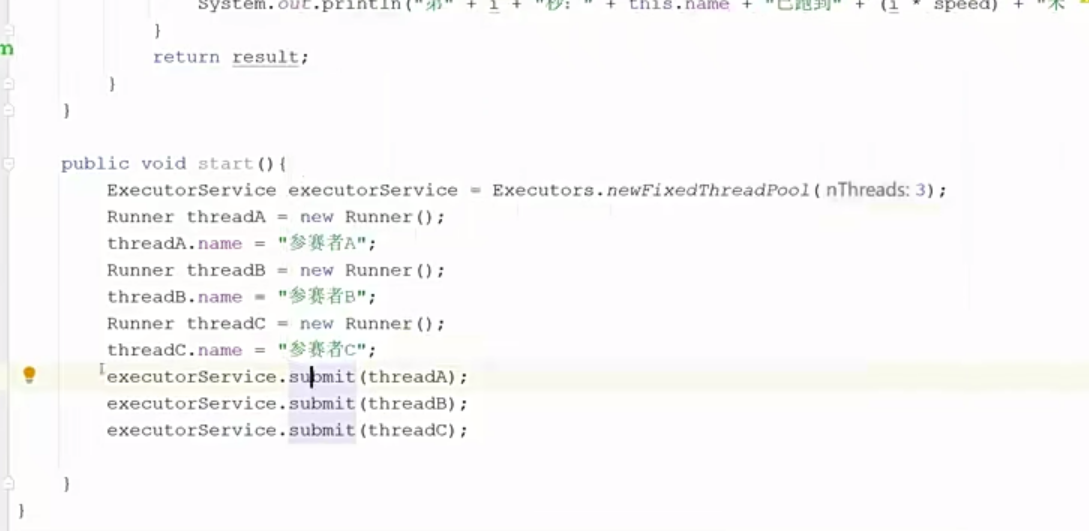 System.out.println("第" + i + "秒：" + this.name + "已跑到" + (i * speed) + "米
}
return result;
}
}
public void start(){
ExecutorService executorService = Executors.newFixedThreadPool( nThreads: 3);
Runner threadA = new Runner();
threadA.name = "参赛者A";
Runner threadB = new Runner();
threadB.name = "参赛者B";
Runner threadC = new Runner();
threadC.name = "参赛者C";
executorService.submit(threadA);
executorService.submit(threadB);
executorService.submit(threadC);
}
}